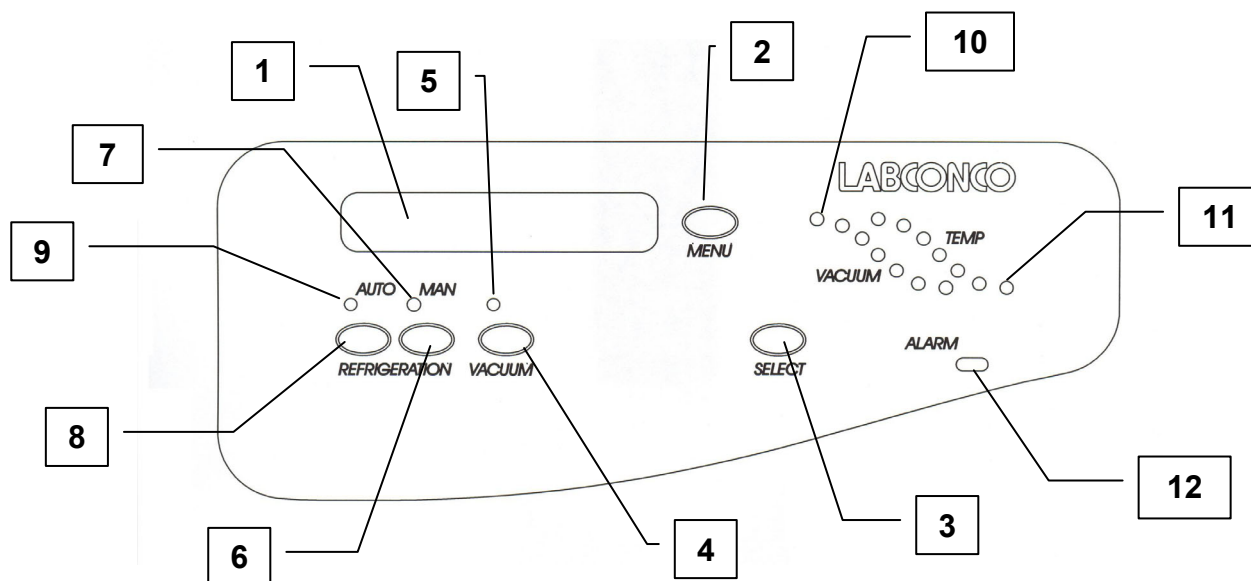 10
2
1
5
7
LABCONCO
11
9
MENU
TEMP
VACUUM
AUTO MAN
ALARM
REFRIGERATION VACUUM
SELECT
8
12
3
6
4